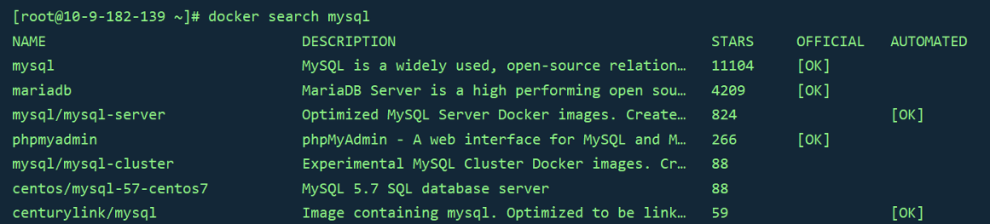 [root@10-9-182-139 ~]# docker search mysql
NAME DESCRIPTION STARS OFFICIAL AUTOMATED
mysql MySQL is a widely used, open-source relation… 11104 [OK]
mariadb MariaDB Server is a high performing open sou… 4209 [OK]
mysql/mysql-server Optimized MySQL Server Docker images. Create… 824 [OK]
phpmyadmin phpMyAdmin - A web interface for MySQL and M… 266 [OK]
mysql/mysql-cluster Experimental MySQL Cluster Docker images. Cr… 88
centos/mysql-57-centos7 MySQL 5.7 SQL database server 88
centurylink/mysql Image containing mysql. Optimized to be link… 59 [OK]